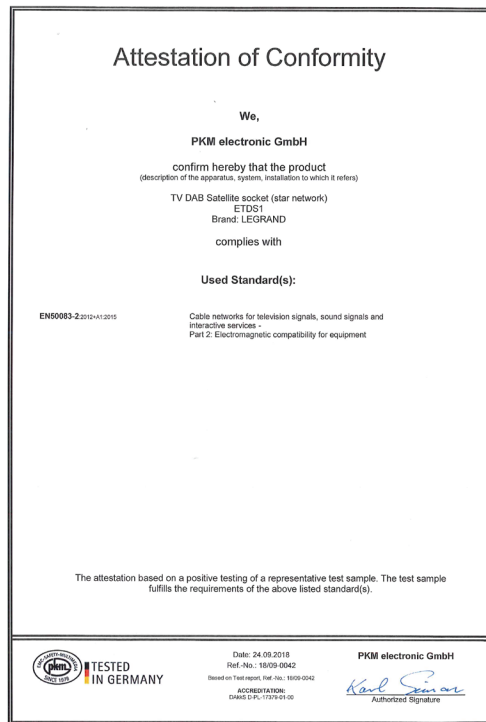 Attestation of Conformity
We,
PKM electronic GmbH
confirm hereby that the product
(description of the apparatus, system, installation to which it refers)
TV DAB Satellite socket (star network)
ETDS1
Brand: LEGRAND
complies with
Used Standard(s):
EN50083-2:2012+A1:2015
Cable networks for television signals, sound signals and
interactive services -
Part 2: Electromagnetic compatibility for equipment
The attestation based on a positive testing of a representative test sample. The test sample
fulfills the requirements of the above listed standard(s).
EMC-SAFETY-MULTIMEDIA
pkm
SINCE 1978
TESTED
IN GERMANY
Date: 24.09.2018
Ref.-No.: 18/09-0042
Based on Test report, Ref.-No.: 18/09-0042
ACCREDITATION:
DAkkS D-PL-17379-01-00
PKM electronic GmbH
Authorized Signature